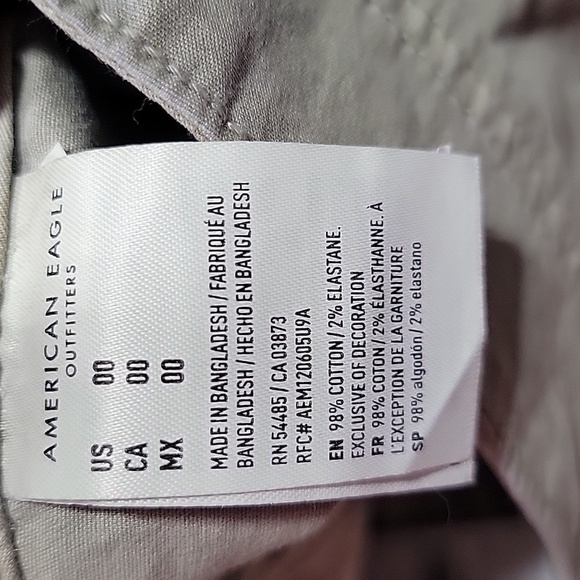 AMERICAN EAGLE
OUTFITTERS
US 00
CA 00
MX 00
MADE IN BANGLADESH / FABRIQUÉ AU
BANGLADESH / HECHO EN BANGLADESH
RN 54485 / CA 03873
RFC# AEM120605U9A
EN 98% COTTON / 2% ELASTANE.
EXCLUSIVE OF DECORATION
FR 98% COTON / 2% ÉLASTHANNE. À
L'EXCEPTION DE LA GARNITURE
SP 98% algodón / 2% elastano